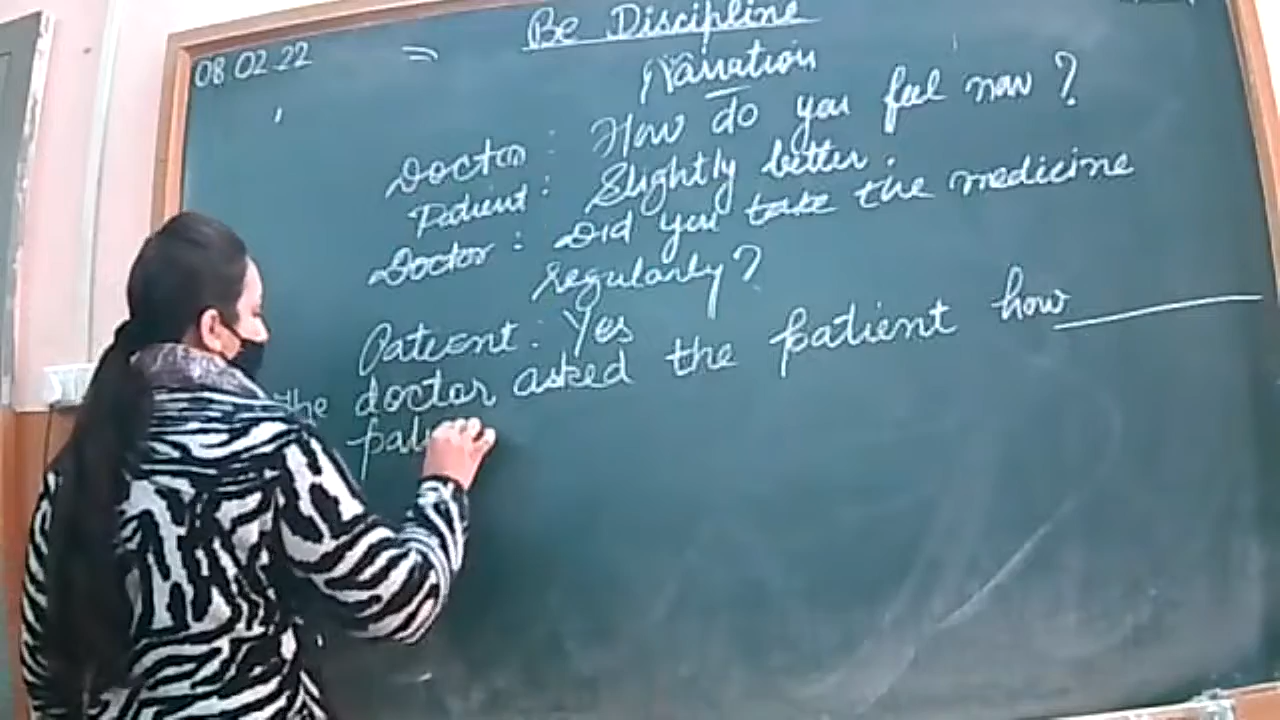 Be Discipline
08.02.22
Narration
Doctor : How do you feel now ?
Patient : Slightly better.
Doctor : Did you take the medicine
regularly ?
Patient : Yes
the doctor asked the patient how